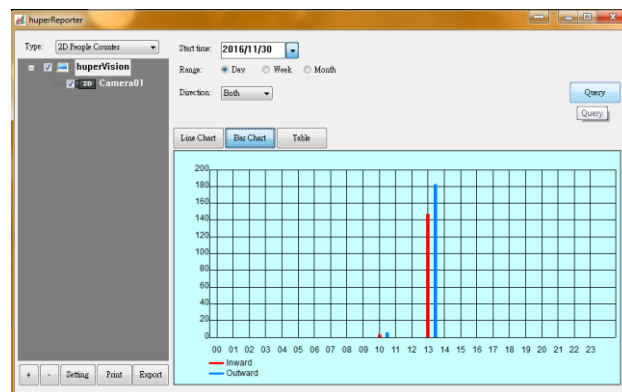 huperReporter
Type: 2D People Counter
huperVision
2D Camera01
Start time: 2016/11/30
Range: Day Week Month
Direction: Both
Query
Query
Line Chart Bar Chart Table
200
180
160
140
120
100
80
60
40
20
0
00 01 02 03 04 05 06 07 08 09 10 11 12 13 14 15 16 17 18 19 20 21 22 23
Inward
Outward
+ - Setting Print Export